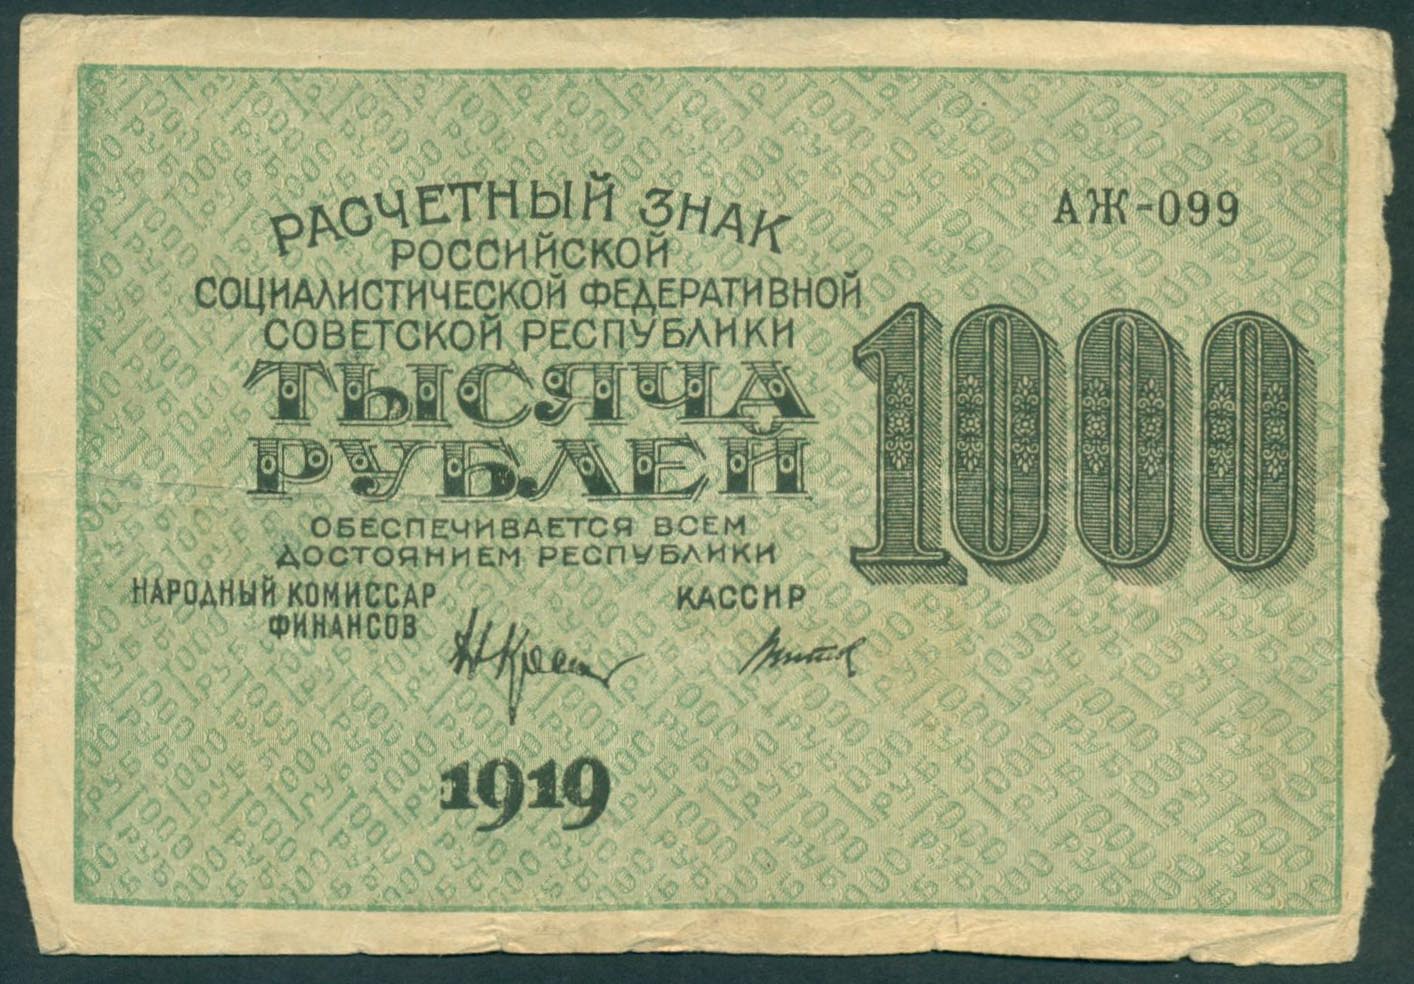 РАСЧЕТНЫЙ ЗНАК
РОССИЙСКОЙ
СОЦИАЛИСТИЧЕСКОЙ ФЕДЕРАТИВНОЙ
СОВЕТСКОЙ РЕСПУБЛИКИ
ТЫСЯЧА
РУБЛЕЙ
ОБЕСПЕЧИВАЕТСЯ ВСЕМ
ДОСТОЯНИЕМ РЕСПУБЛИКИ
НАРОДНЫЙ КОМИССАР
ФИНАНСОВ
КАССИР
1919
АЖ-099
1000